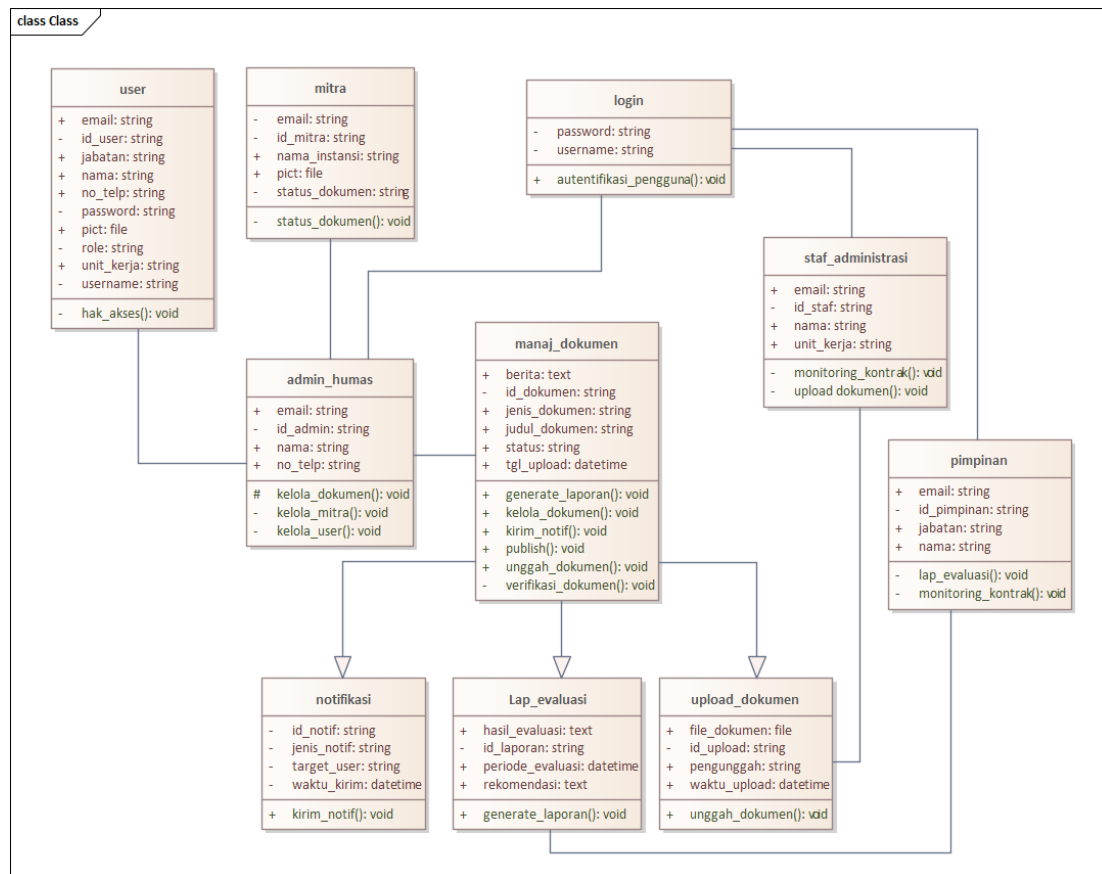 class Class
user
+ email: string
- id_user: string
+ jabatan: string
+ nama: string
+ no_telp: string
- password: string
+ pict: file
- role: string
+ unit_kerja: string
- username: string
- hak_akses(): void
mitra
- email: string
- id_mitra: string
+ nama_instansi: string
+ pict: file
- status_dokumen: string
- status_dokumen(): void
login
- password: string
- username: string
+ autentifikasi_pengguna(): void
staf_administrasi
+ email: string
- id_staf: string
+ nama: string
+ unit_kerja: string
- monitoring_kontrak(): void
- upload dokumen(): void
admin_humas
+ email: string
- id_admin: string
+ nama: string
+ no_telp: string
# kelola_dokumen(): void
- kelola_mitra(): void
- kelola_user(): void
manaj_dokumen
+ berita: text
- id_dokumen: string
+ jenis_dokumen: string
+ judul_dokumen: string
+ status: string
+ tgl_upload: datetime
+ generate_laporan(): void
+ kelola_dokumen(): void
+ kirim_notif(): void
+ publish(): void
+ unggah_dokumen(): void
- verifikasi_dokumen(): void
pimpinan
+ email: string
- id_pimpinan: string
+ jabatan: string
+ nama: string
- lap_evaluasi(): void
- monitoring_kontrak(): void
notifikasi
- id_notif: string
- jenis_notif: string
- target_user: string
- waktu_kirim: datetime
+ kirim_notif(): void
Lap_evaluasi
+ hasil_evaluasi: text
- id_laporan: string
+ periode_evaluasi: datetime
+ rekomendasi: text
+ generate_laporan(): void
upload_dokumen
+ file_dokumen: file
- id_upload: string
+ pengunggah: string
+ waktu_upload: datetime
+ unggah_dokumen(): void